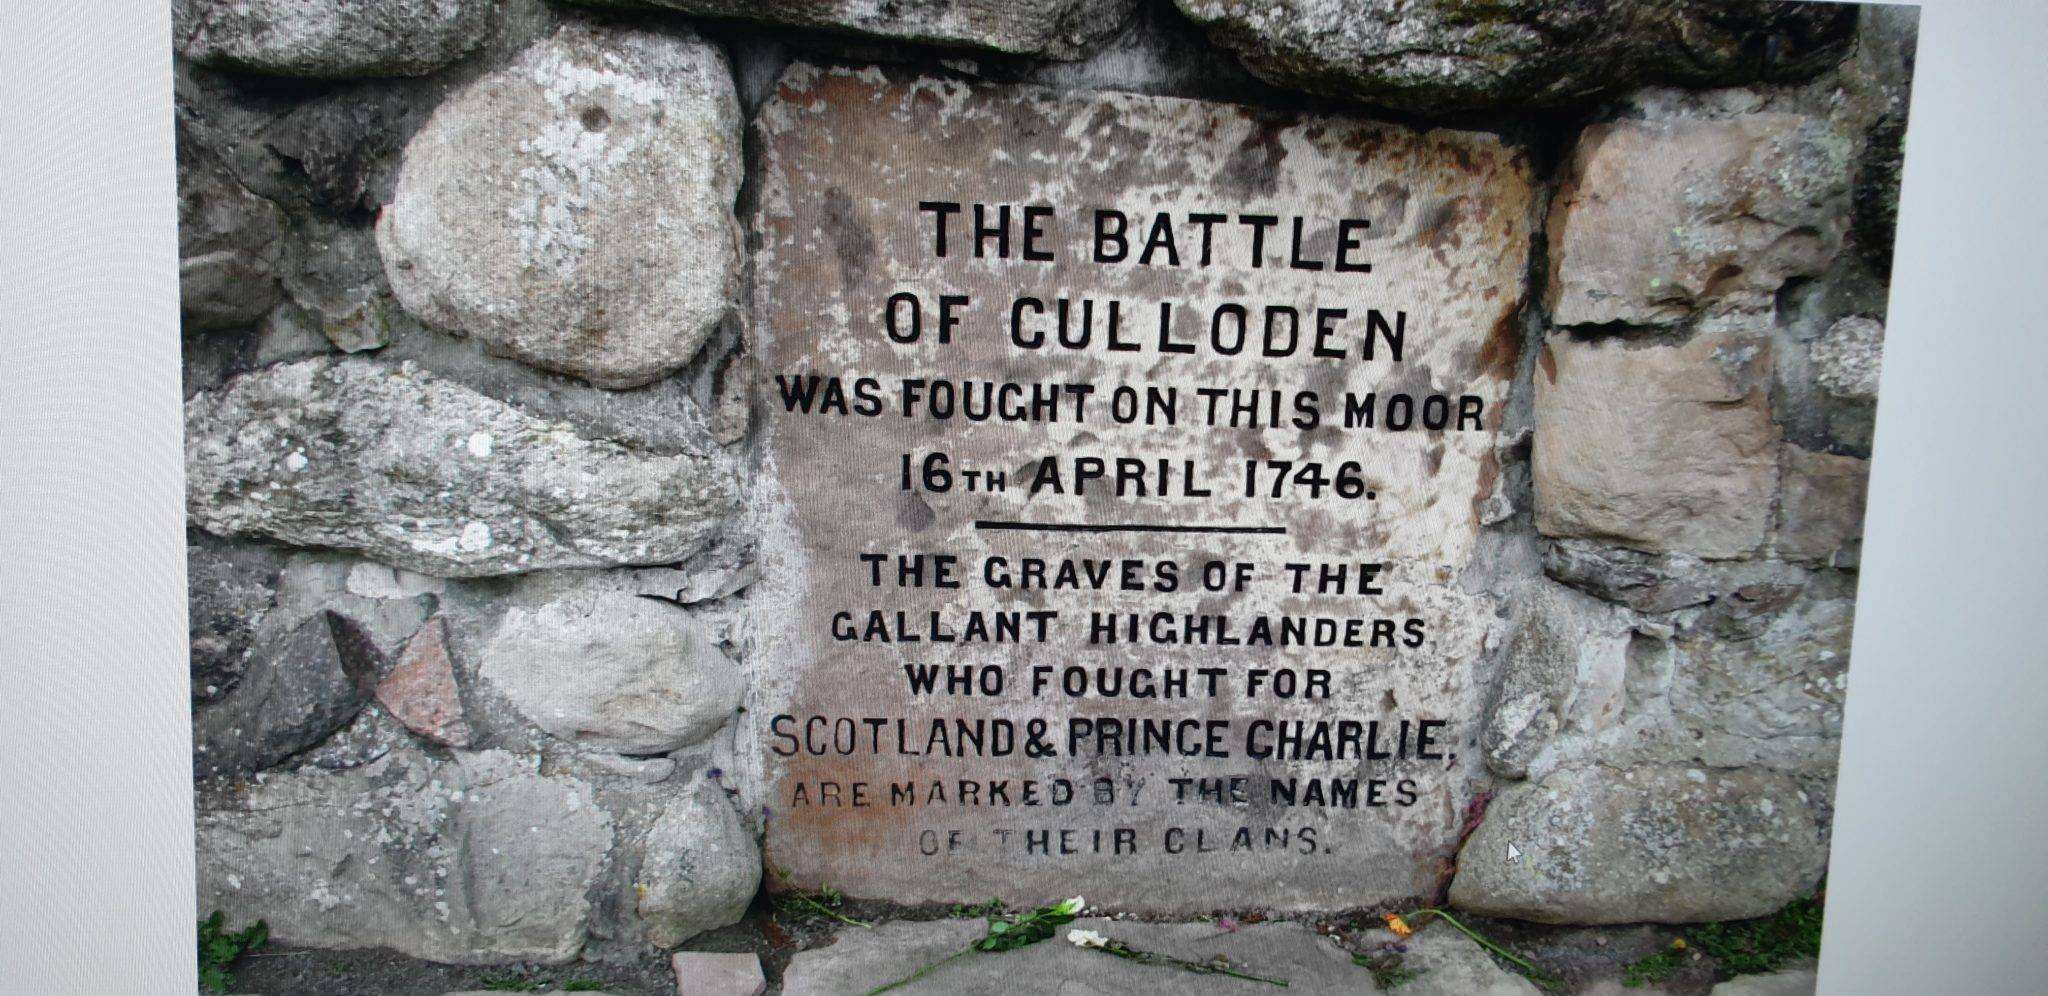 THE BATTLE
OF CULLODEN
WAS FOUGHT ON THIS MOOR
16TH APRIL 1746.
THE GRAVES OF THE
GALLANT HIGHLANDERS
WHO FOUGHT FOR
SCOTLAND & PRINCE CHARLIE,
ARE MARKED BY THE NAMES
OF THEIR CLANS.